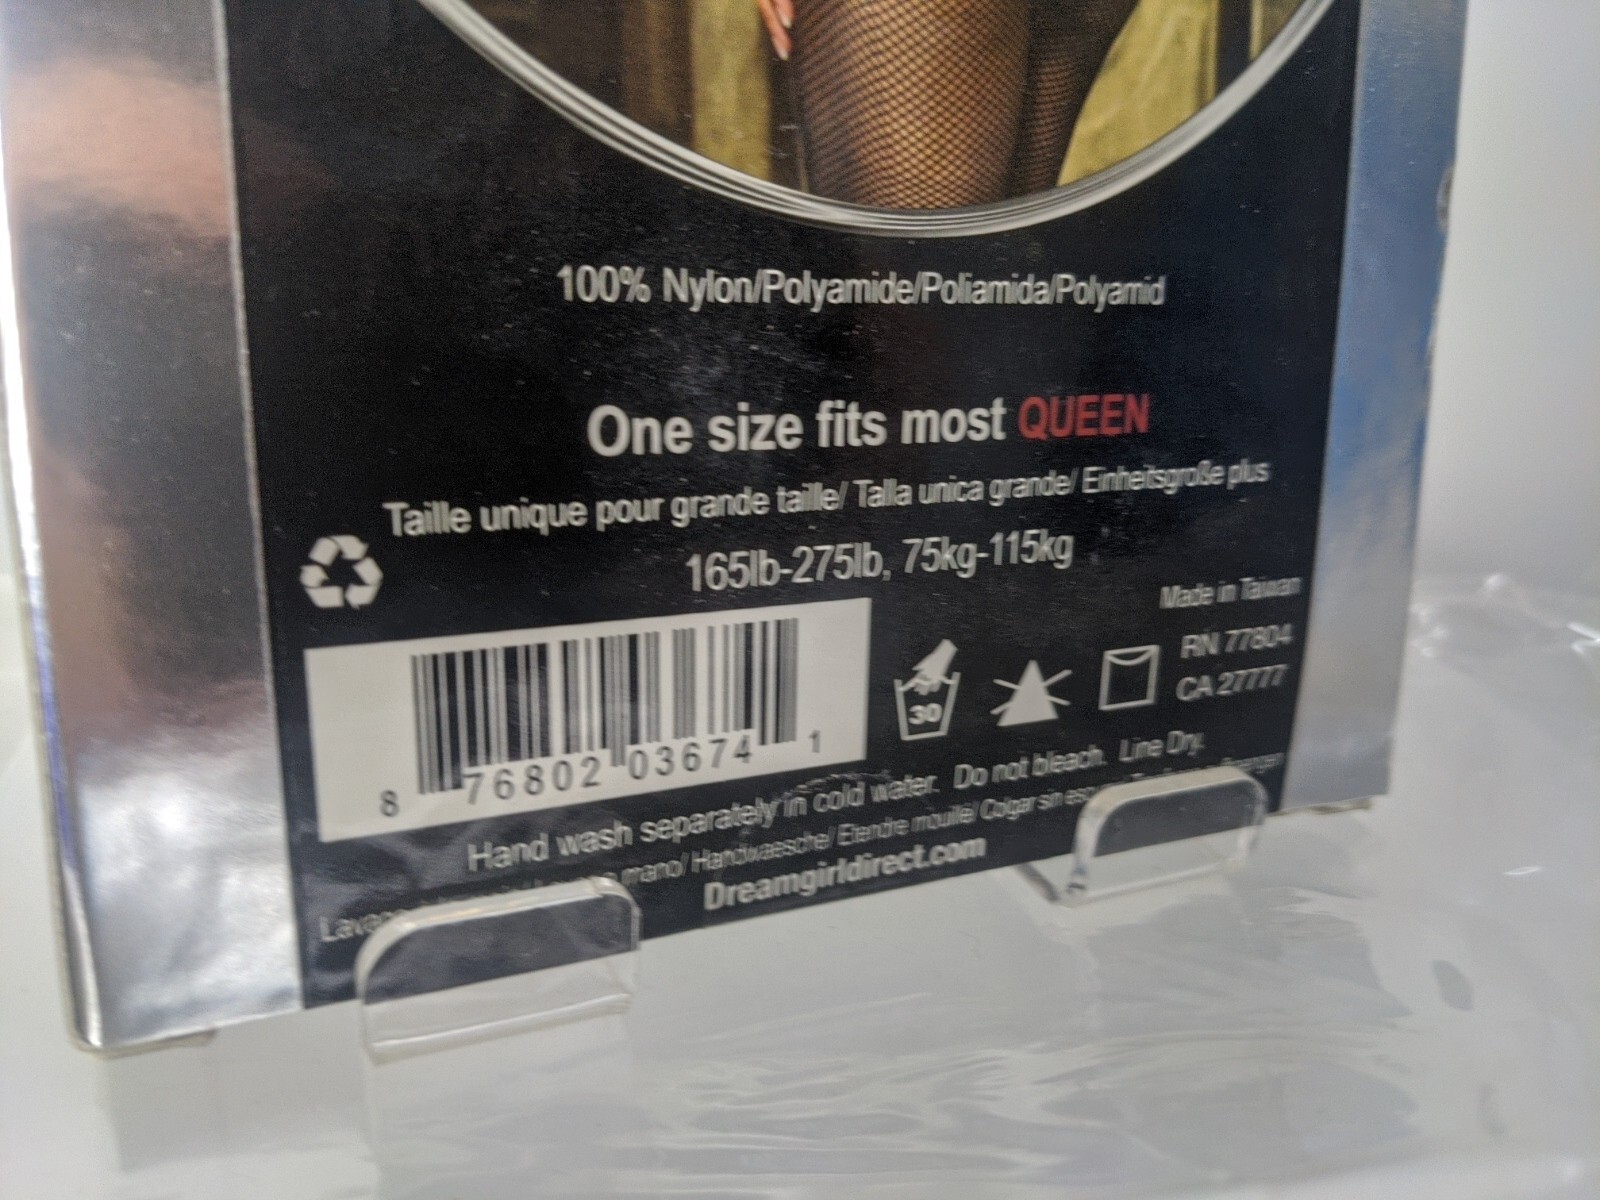 100% Nylon/Polyamide/Poliamida/Polyamid
One size fits most QUEEN
Taille unique pour grande taille/ Talla unica grande/ Einheitsgroße plus
165lb-275lb, 75kg-115kg
Made in Taiwan
RN 77804
CA 27777
30
8 76802 03674 1
Hand wash separately in cold water. Do not bleach. Line Dry.
mano/ Handwaesche/ Etendre mouillé/ Colgar sin
Dreamgirldirect.com